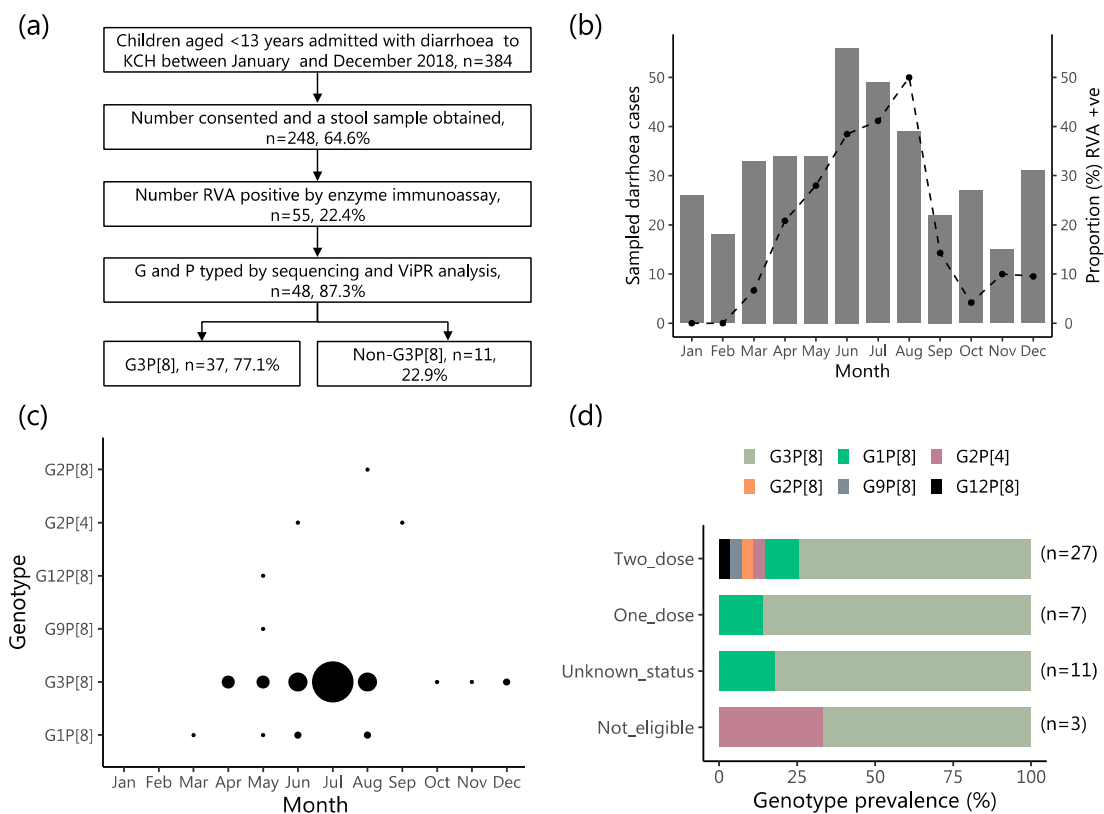 (a)
Children aged <13 years admitted with diarrhoea to
KCH between January and December 2018, n=384
Number consented and a stool sample obtained,
n=248, 64.6%
Number RVA positive by enzyme immunoassay,
n=55, 22.4%
G and P typed by sequencing and ViPR analysis,
n=48, 87.3%
G3P[8], n=37, 77.1%
Non-G3P[8], n=11,
22.9%
(b)
Sampled darrhoea cases
50
40
30
20
10
0
Proportion (%) RVA +ve
50
40
30
20
10
0
Jan Feb Mar Apr May Jun Jul Aug Sep Oct Nov Dec
Month
(c)
Genotype
G2P[8]
G2P[4]
G12P[8]
G9P[8]
G3P[8]
G1P[8]
Jan Feb Mar Apr May Jun Jul Aug Sep Oct Nov Dec
Month
(d)
G3P[8] G1P[8] G2P[4]
G2P[8] G9P[8] G12P[8]
Two_dose (n=27)
One_dose (n=7)
Unknown_status (n=11)
Not_eligible (n=3)
0 25 50 75 100
Genotype prevalence (%)